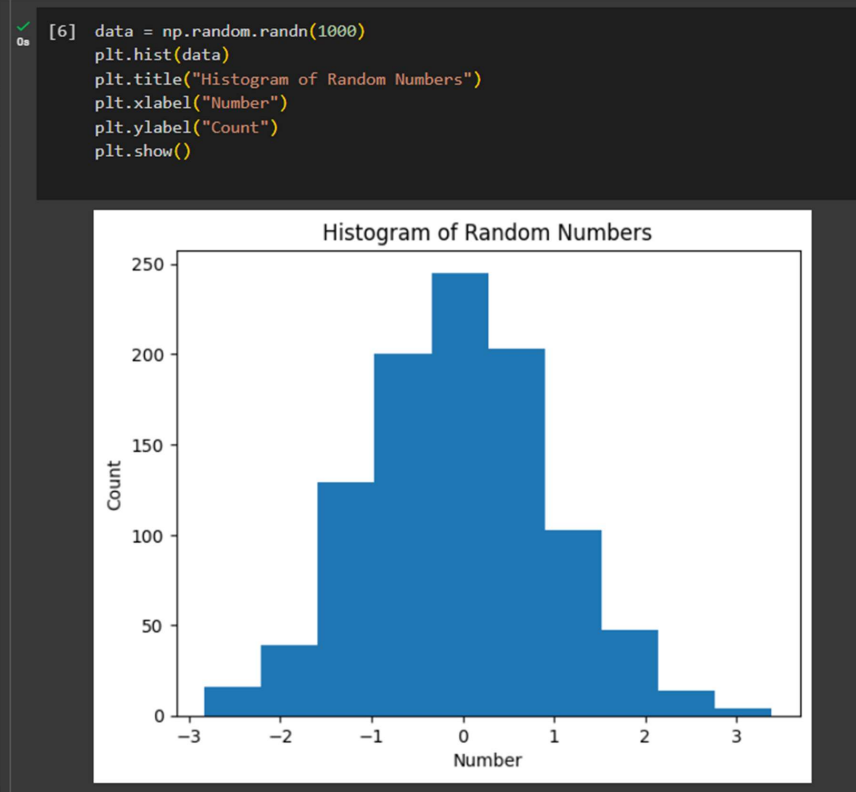 [6] data = np.random.randn(1000)
0s plt.hist(data)
plt.title("Histogram of Random Numbers")
plt.xlabel("Number")
plt.ylabel("Count")
plt.show()
Histogram of Random Numbers
250
200
150
100
50
0
Count
−3 −2 −1 0 1 2 3
Number